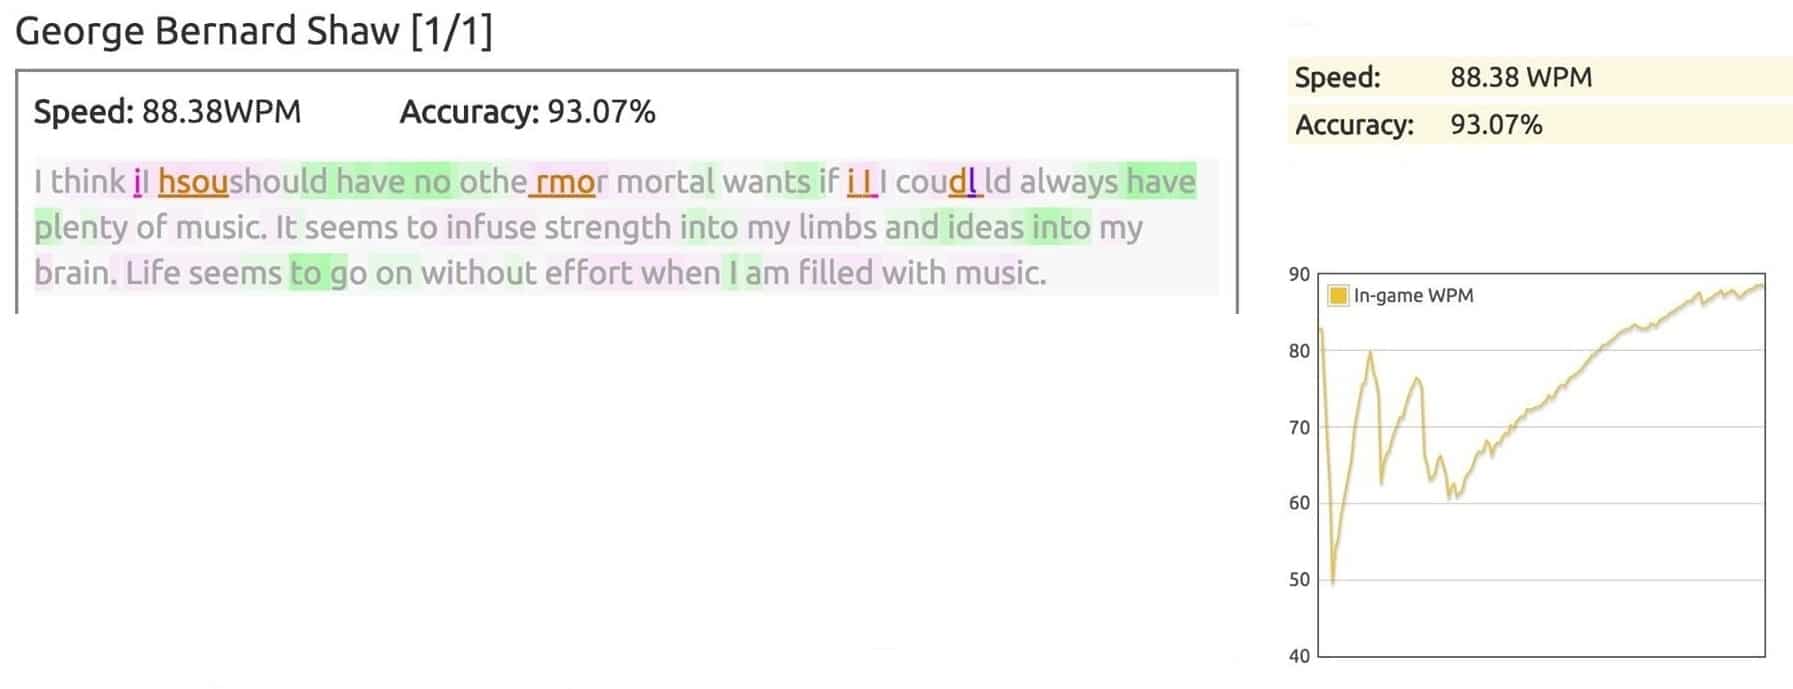 George Bernard Shaw [1/1]
Speed: 88.38WPM Accuracy: 93.07%
I think iI hsoushould have no othe rmor mortal wants if i I I coudl ld always have
plenty of music. It seems to infuse strength into my limbs and ideas into my
brain. Life seems to go on without effort when I am filled with music.
Speed: 88.38 WPM
Accuracy: 93.07%
90
In-game WPM
80
70
60
50
40